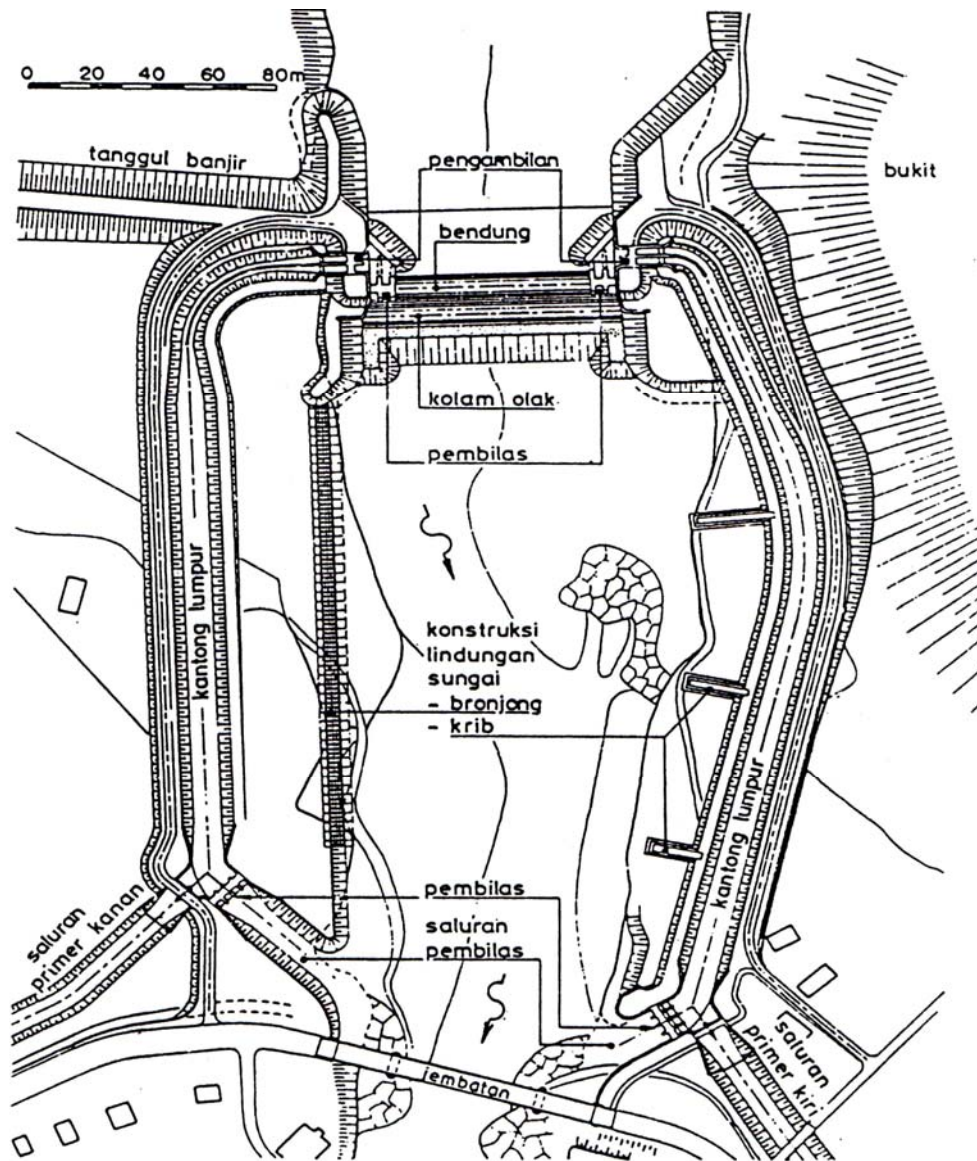 0 20 40 60 80m
tanggul banjir
pengambilan
bukit
bendung
kolam olak
pembilas
kantong lumpur
konstruksi
lindungan
sungai
- bronjong
- krib
kantong lumpur
pembilas
saluran
primer kanan
saluran
pembilas
jembatan
saluran
primer kiri